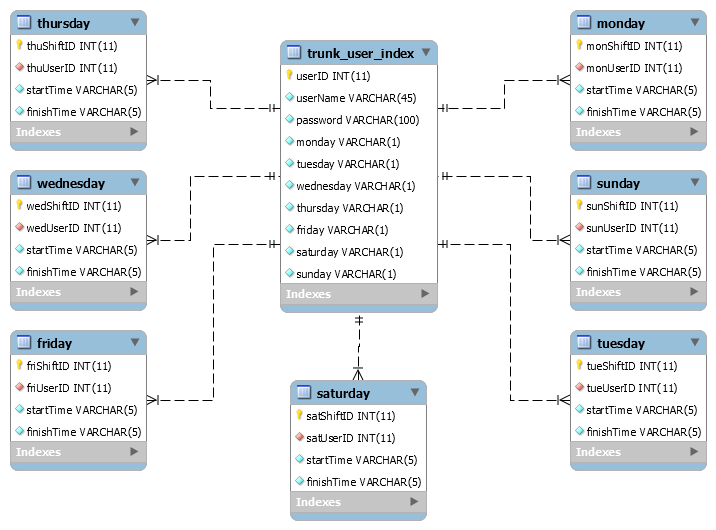 thursday
thuShiftID INT(11)
thuUserID INT(11)
startTime VARCHAR(5)
finishTime VARCHAR(5)
Indexes
wednesday
wedShiftID INT(11)
wedUserID INT(11)
startTime VARCHAR(5)
finishTime VARCHAR(5)
Indexes
friday
friShiftID INT(11)
friUserID INT(11)
startTime VARCHAR(5)
finishTime VARCHAR(5)
Indexes
trunk_user_index
userID INT(11)
userName VARCHAR(45)
password VARCHAR(100)
monday VARCHAR(1)
tuesday VARCHAR(1)
wednesday VARCHAR(1)
thursday VARCHAR(1)
friday VARCHAR(1)
saturday VARCHAR(1)
sunday VARCHAR(1)
Indexes
saturday
satShiftID INT(11)
satUserID INT(11)
startTime VARCHAR(5)
finishTime VARCHAR(5)
Indexes
monday
monShiftID INT(11)
monUserID INT(11)
startTime VARCHAR(5)
finishTime VARCHAR(5)
Indexes
sunday
sunShiftID INT(11)
sunUserID INT(11)
startTime VARCHAR(5)
finishTime VARCHAR(5)
Indexes
tuesday
tueShiftID INT(11)
tueUserID INT(11)
startTime VARCHAR(5)
finishTime VARCHAR(5)
Indexes